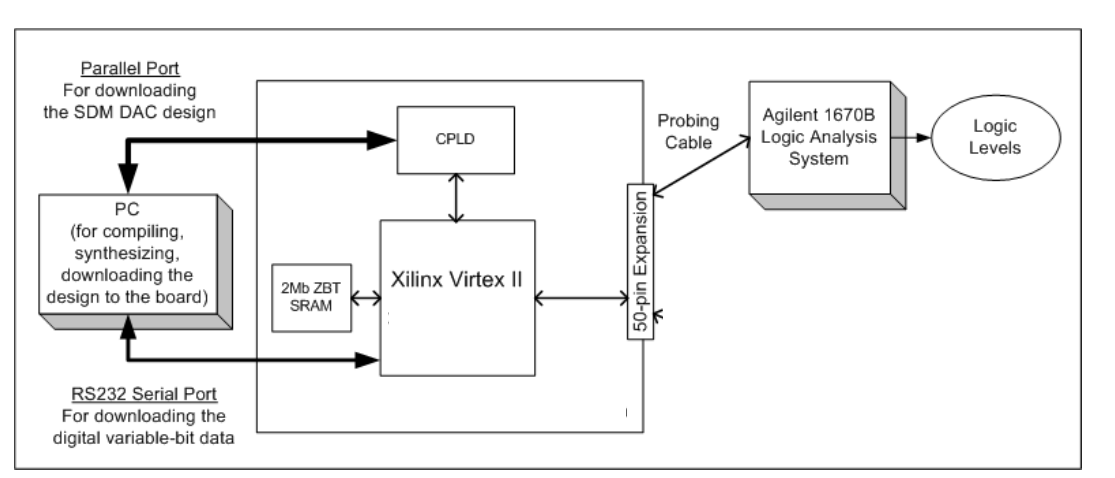 Parallel Port
For downloading
the SDM DAC design
CPLD
PC
(for compiling,
synthesizing,
downloading the
design to the board)
2Mb ZBT
SRAM
Xilinx Virtex II
50-pin Expansion
Probing
Cable
Agilent 1670B
Logic Analysis
System
Logic
Levels
RS232 Serial Port
For downloading the
digital variable-bit data